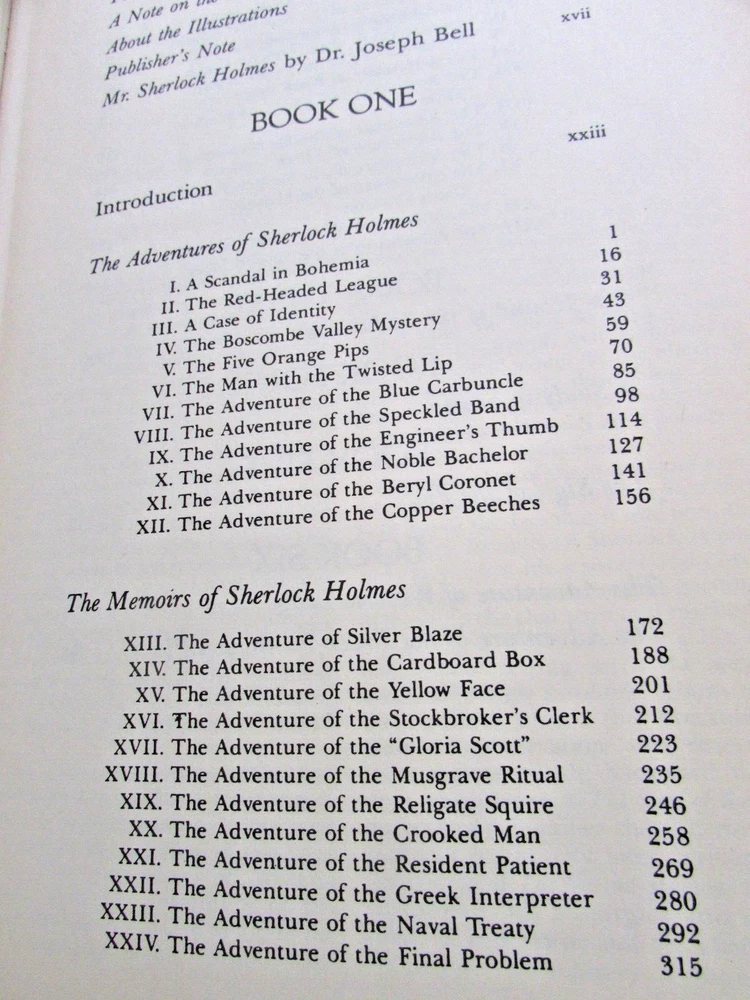 A Note on the
About the Illustrations
Publisher's Note
Mr. Sherlock Holmes by Dr. Joseph Bell xvii
BOOK ONE
Introduction xxiii
The Adventures of Sherlock Holmes
I. A Scandal in Bohemia 1
II. The Red-Headed League 16
III. A Case of Identity 31
IV. The Boscombe Valley Mystery 43
V. The Five Orange Pips 59
VI. The Man with the Twisted Lip 70
VII. The Adventure of the Blue Carbuncle 85
VIII. The Adventure of the Speckled Band 98
IX. The Adventure of the Engineer's Thumb 114
X. The Adventure of the Noble Bachelor 127
XI. The Adventure of the Beryl Coronet 141
XII. The Adventure of the Copper Beeches 156
The Memoirs of Sherlock Holmes
XIII. The Adventure of Silver Blaze 172
XIV. The Adventure of the Cardboard Box 188
XV. The Adventure of the Yellow Face 201
XVI. The Adventure of the Stockbroker's Clerk 212
XVII. The Adventure of the "Gloria Scott" 223
XVIII. The Adventure of the Musgrave Ritual 235
XIX. The Adventure of the Religate Squire 246
XX. The Adventure of the Crooked Man 258
XXI. The Adventure of the Resident Patient 269
XXII. The Adventure of the Greek Interpreter 280
XXIII. The Adventure of the Naval Treaty 292
XXIV. The Adventure of the Final Problem 315